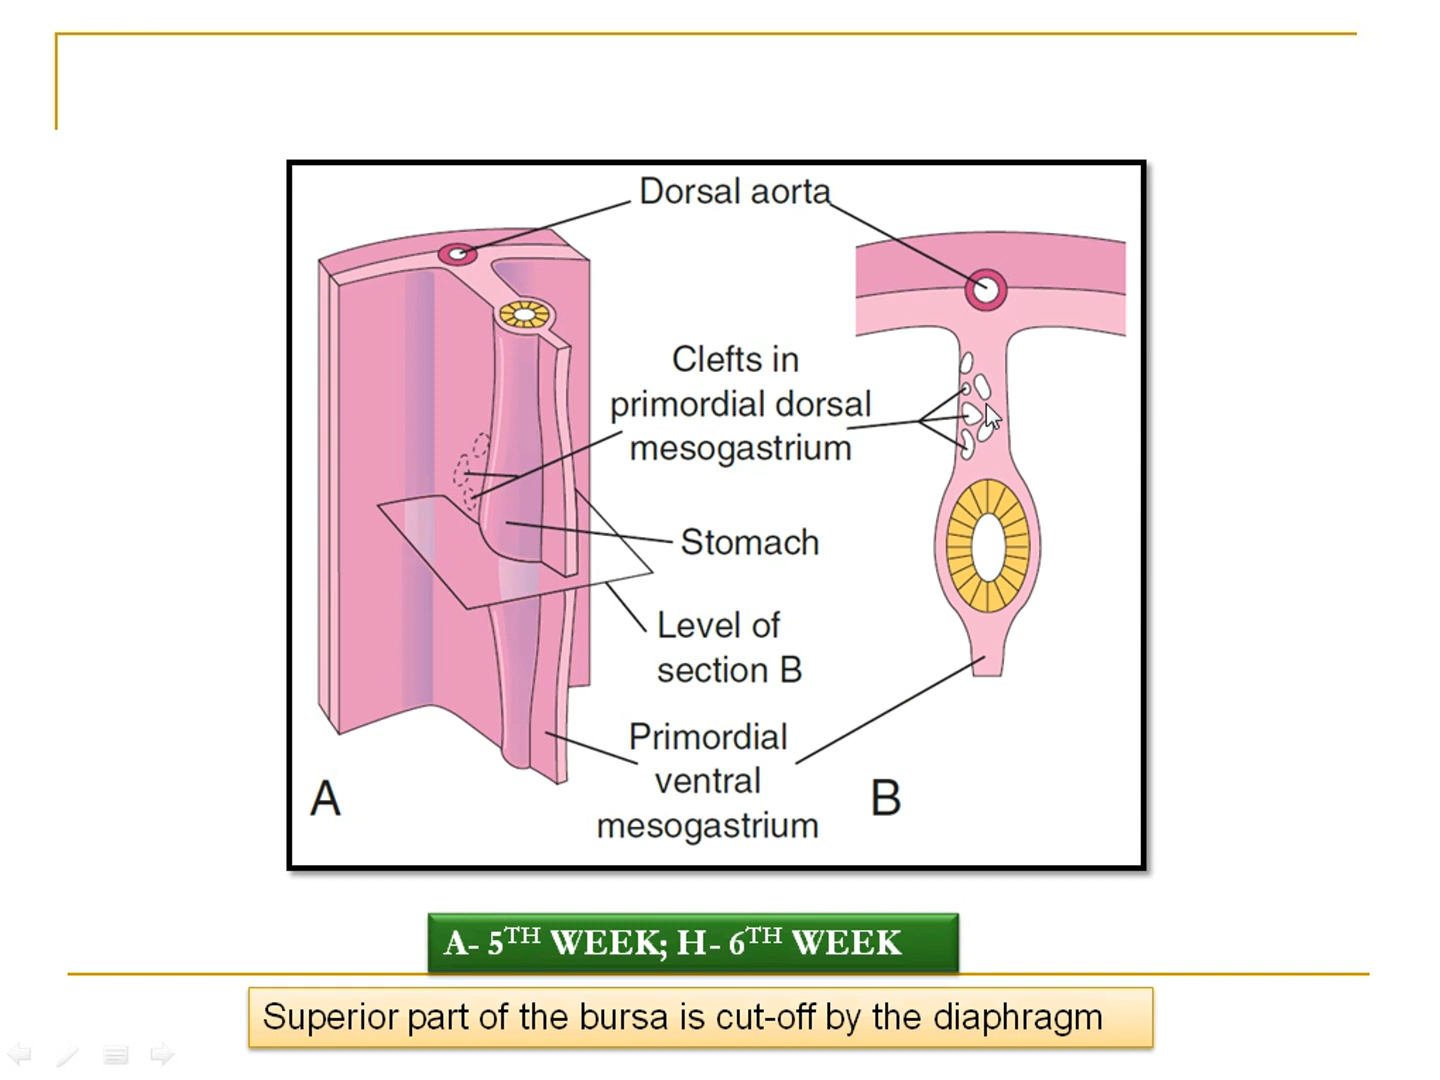 Dorsal aorta
Clefts in
primordial dorsal
mesogastrium
Stomach
Level of
section B
Primordial
ventral
mesogastrium
A
B
A- 5TH WEEK; H- 6TH WEEK
Superior part of the bursa is cut-off by the diaphragm